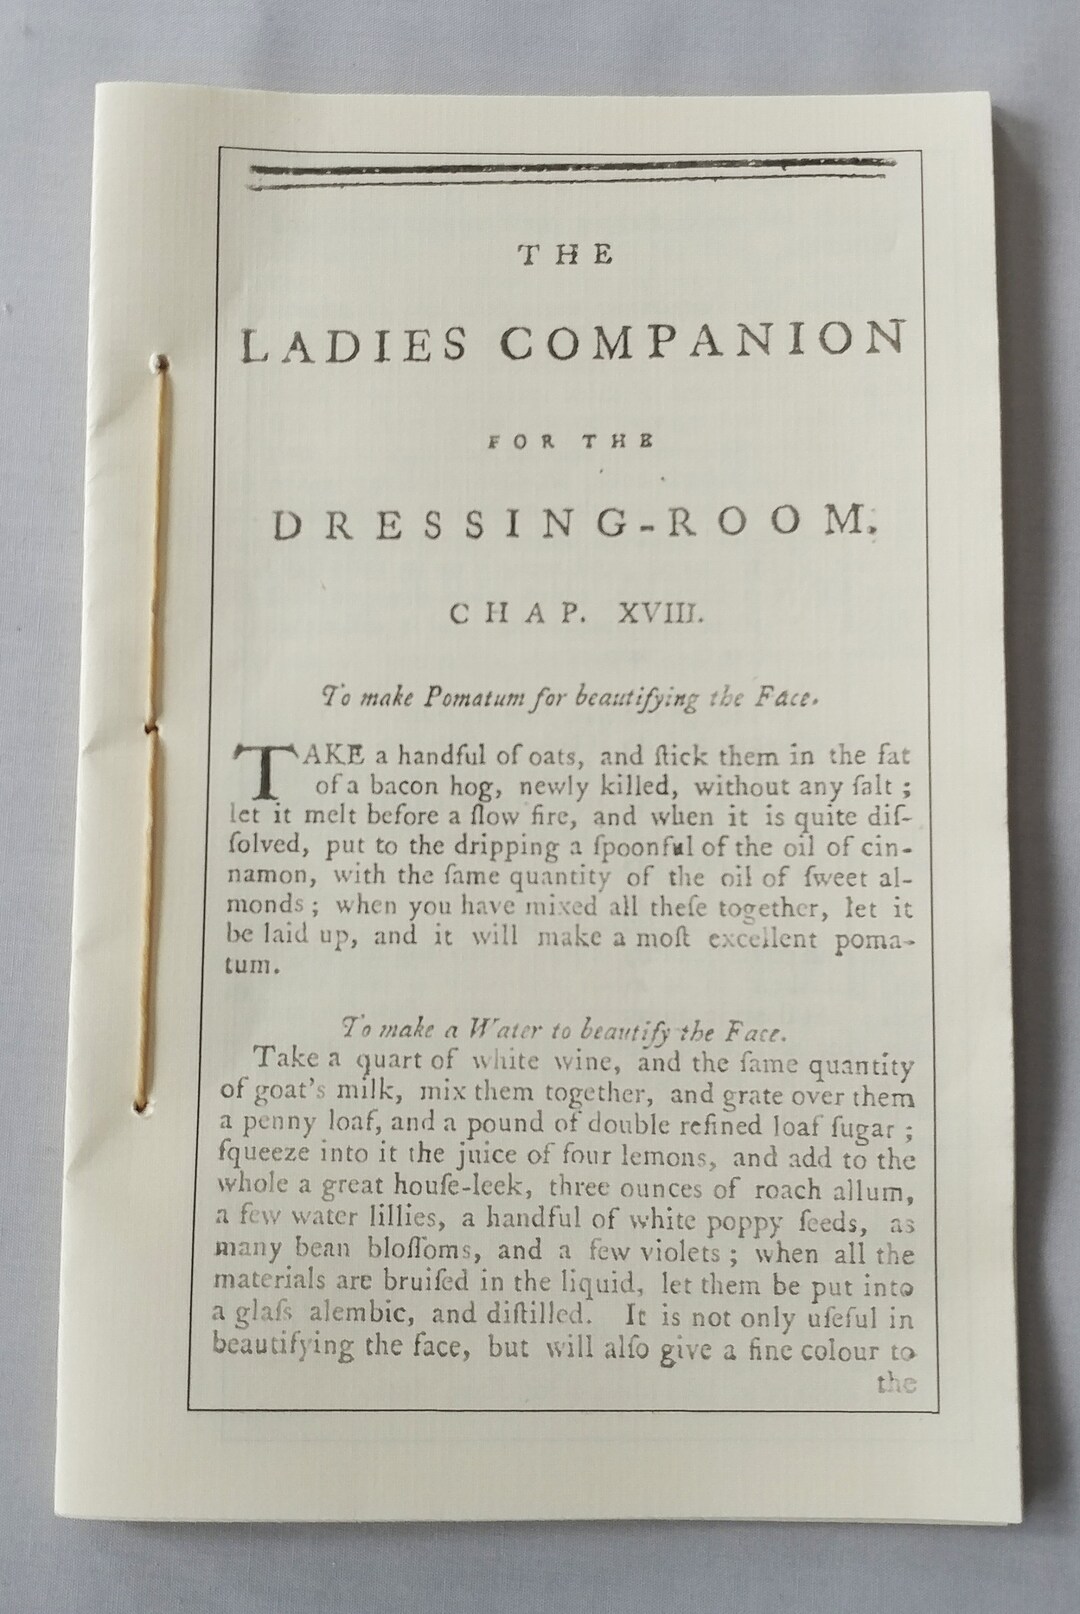 THE
LADIES COMPANION
FOR THE
DRESSING-ROOM.
CHAP. XVIII.
To make Pomatum for beautifying the Face.
TAKE a handful of oats, and ſtick them in the fat
of a bacon hog, newly killed, without any ſalt ;
let it melt before a ſlow fire, and when it is quite diſ-
ſolved, put to the dripping a ſpoonful of the oil of cin-
namon, with the ſame quantity of the oil of ſweet al-
monds ; when you have mixed all theſe together, let it
be laid up, and it will make a moſt excellent poma-
tum.
To make a Water to beautify the Face.
Take a quart of white wine, and the ſame quantity
of goat's milk, mix them together, and grate over them
a penny loaf, and a pound of double refined loaf ſugar ;
ſqueeze into it the juice of four lemons, and add to the
whole a great houſe-leek, three ounces of roach allum,
a few water lillies, a handful of white poppy ſeeds, as
many bean bloſſoms, and a few violets ; when all the
materials are bruiſed in the liquid, let them be put into
a glaſs alembic, and diſtilled. It is not only uſeful in
beautifying the face, but will alſo give a fine colour to
the